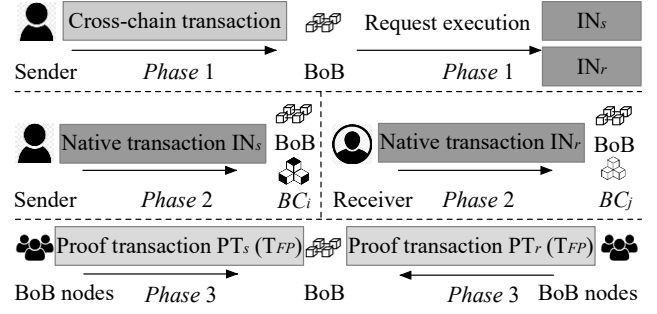 Cross-chain transaction
Request execution
INs
INr
Sender
Phase 1
BoB
Phase 1
Native transaction INs
BoB
Native transaction INr
BoB
Sender
Phase 2
BCi
Receiver
Phase 2
BCj
Proof transaction PTs (TFP)
Proof transaction PTr (TFP)
BoB nodes
Phase 3
BoB
Phase 3
BoB nodes